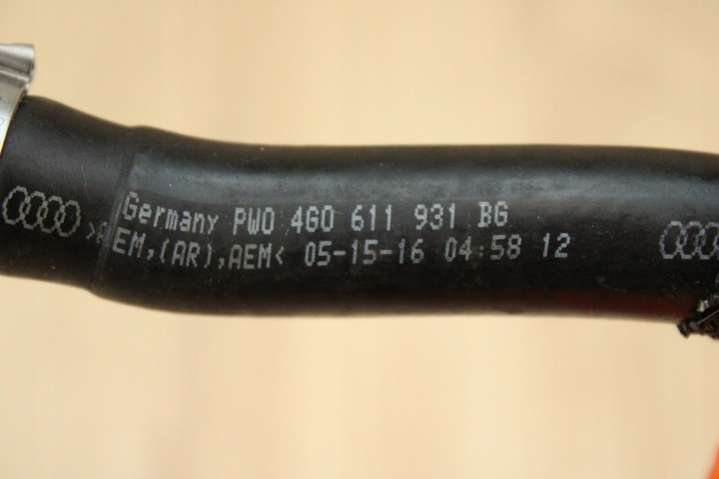 Germany PWO 4G0 611 931 BG
EM,(AR),AEM< 05-15-16 04:58 12